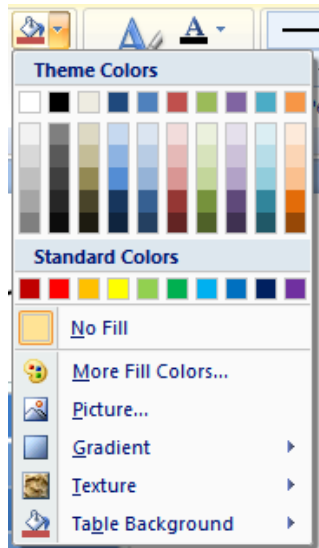 A A
Theme Colors
Standard Colors
No Fill
More Fill Colors...
Picture...
Gradient
Texture
Table Background